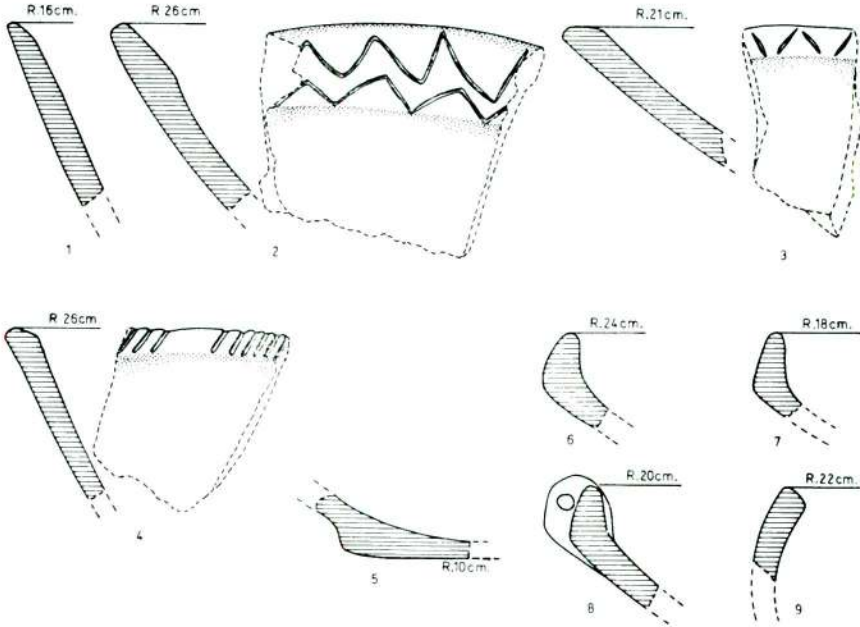 R.16cm.
R 26cm
R.21cm.
1
2
3
R.26cm
R.24cm.
R.18cm.
6
7
4
R.20cm.
R.22cm.
5
R.10cm.
8
9